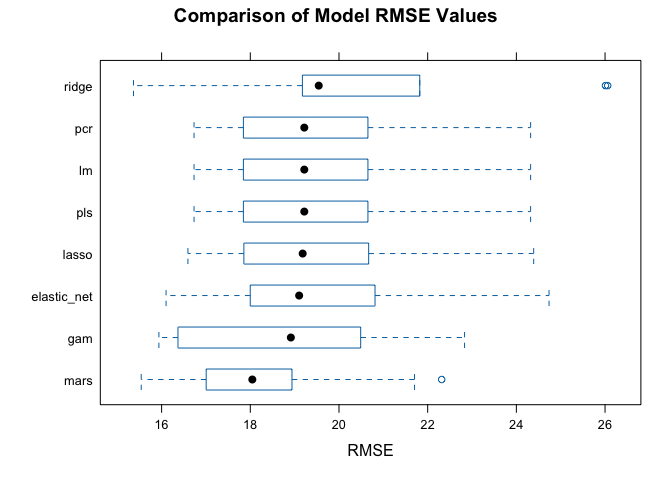 Comparison of Model RMSE Values
ridge
pcr
lm
pls
lasso
elastic_net
gam
mars
16 18 20 22 24 26
RMSE